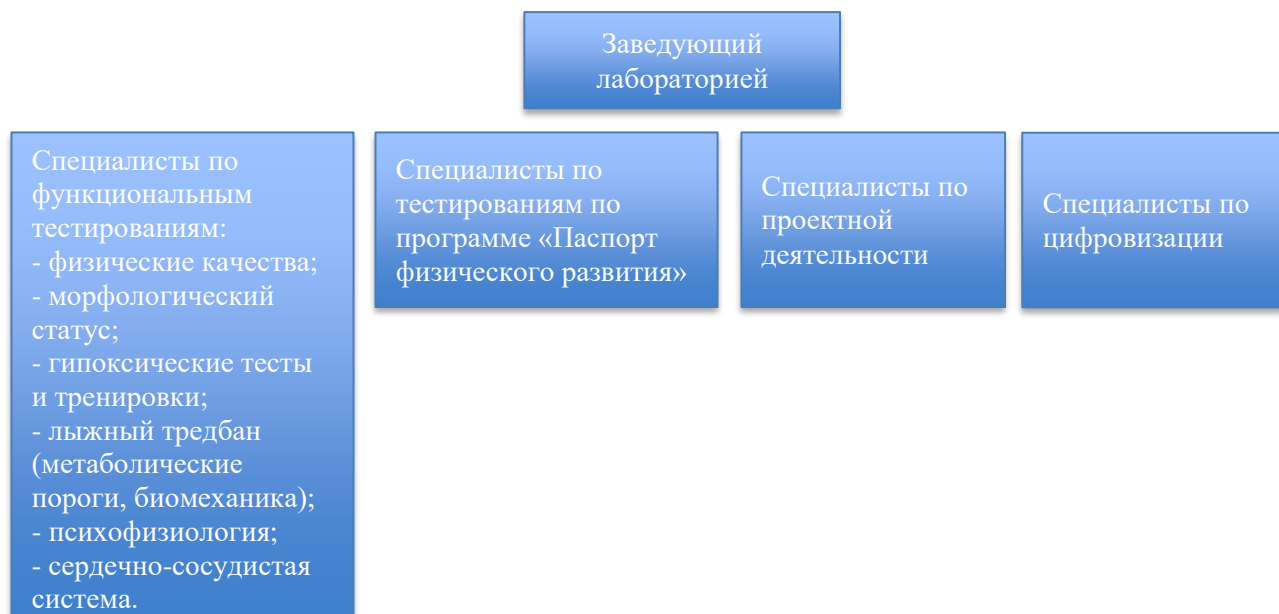 Заведующий
лабораторией
Специалисты по
функциональным
тестированиям:
- физические качества;
- морфологический
статус;
- гипоксические тесты
и тренировки;
- лыжный тредбан
(метаболические
пороги, биомеханика);
- психофизиология;
- сердечно-сосудистая
система.
Специалисты по
тестированиям по
программе «Паспорт
физического развития»
Специалисты по
проектной
деятельности
Специалисты по
цифровизации